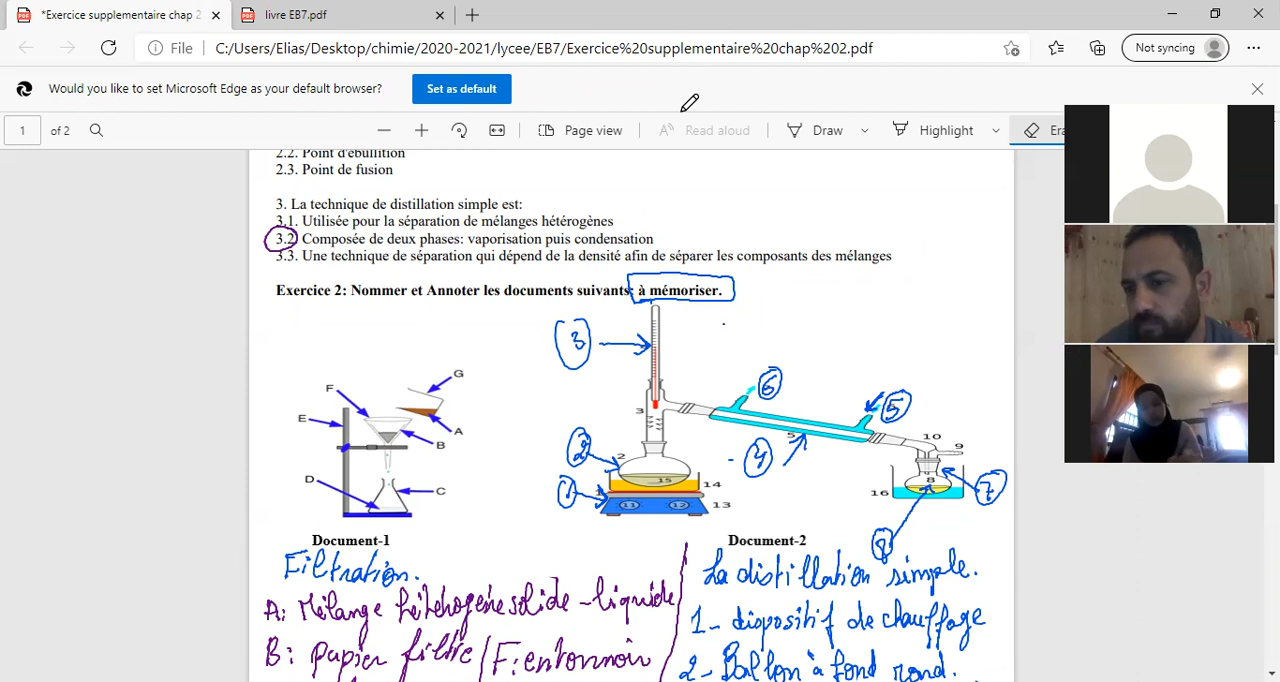 *Exercice supplementaire chap 2
livre EB7.pdf
File
C:/Users/Elias/Desktop/chimie/2020-2021/lycee/EB7/Exercice%20supplementaire%20chap%202.pdf
Not syncing
Would you like to set Microsoft Edge as your default browser?
Set as default
1 of 2
Page view
Read aloud
Draw
Highlight
2.2. Point d'ébullition
2.3. Point de fusion
3. La technique de distillation simple est:
3.1. Utilisée pour la séparation de mélanges hétérogènes
3.2. Composée de deux phases: vaporisation puis condensation
3.3. Une technique de séparation qui dépend de la densité afin de séparer les composants des mélanges
Exercice 2: Nommer et Annoter les documents suivants: à mémoriser.
3
G
F
6
E
A
5
3
B
5
10
9
2
4
2
D
C
1
15
14
8
7
16
11
12
13
8
Document-1
Document-2
Filtration.
La distillation simple.
A: Mélange hétérogène solide-liquide
1- dispositif de chauffage
B: papier filtre / F: entonnoir
2- Ballon à fond rond.